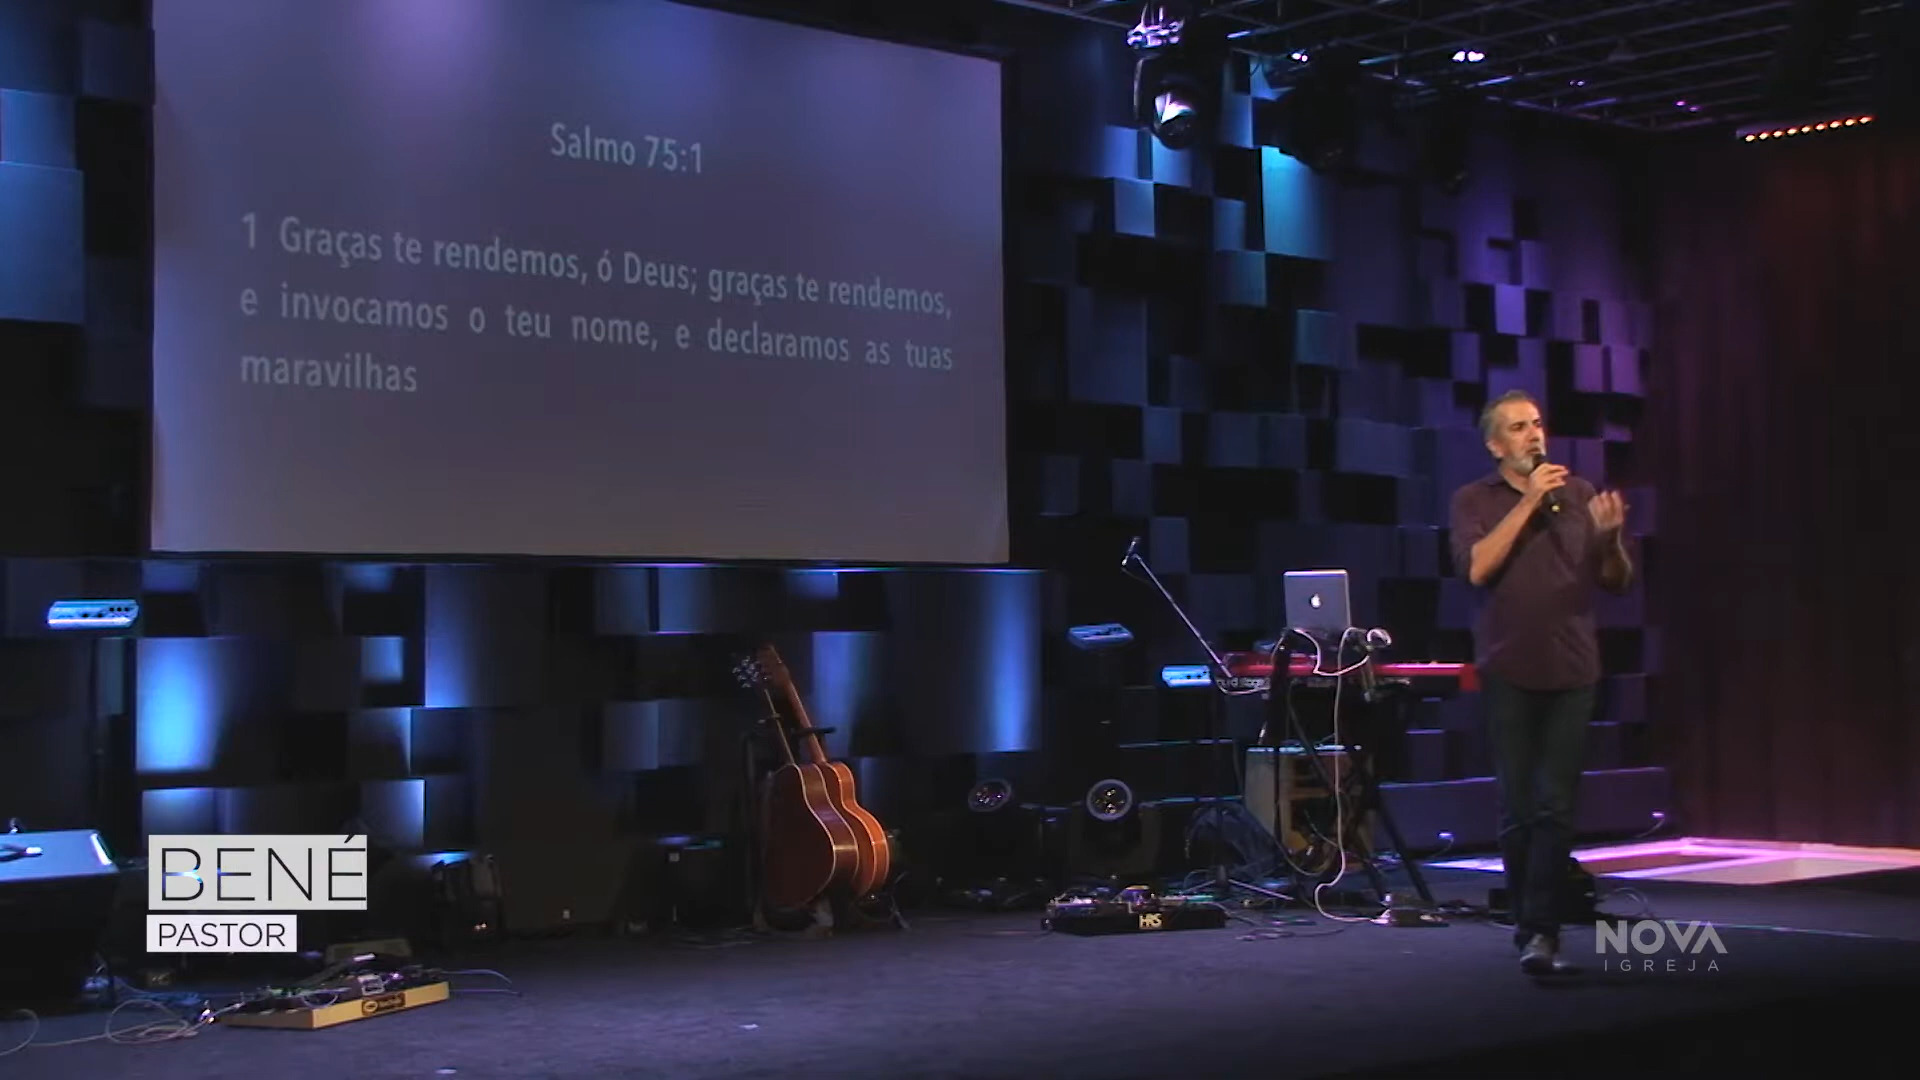 Salmo 75:1
1 Graças te rendemos, ó Deus; graças te rendemos,
e invocamos o teu nome, e declaramos as tuas
maravilhas
BENÉ
PASTOR
HRS
NOVA
IGREJA